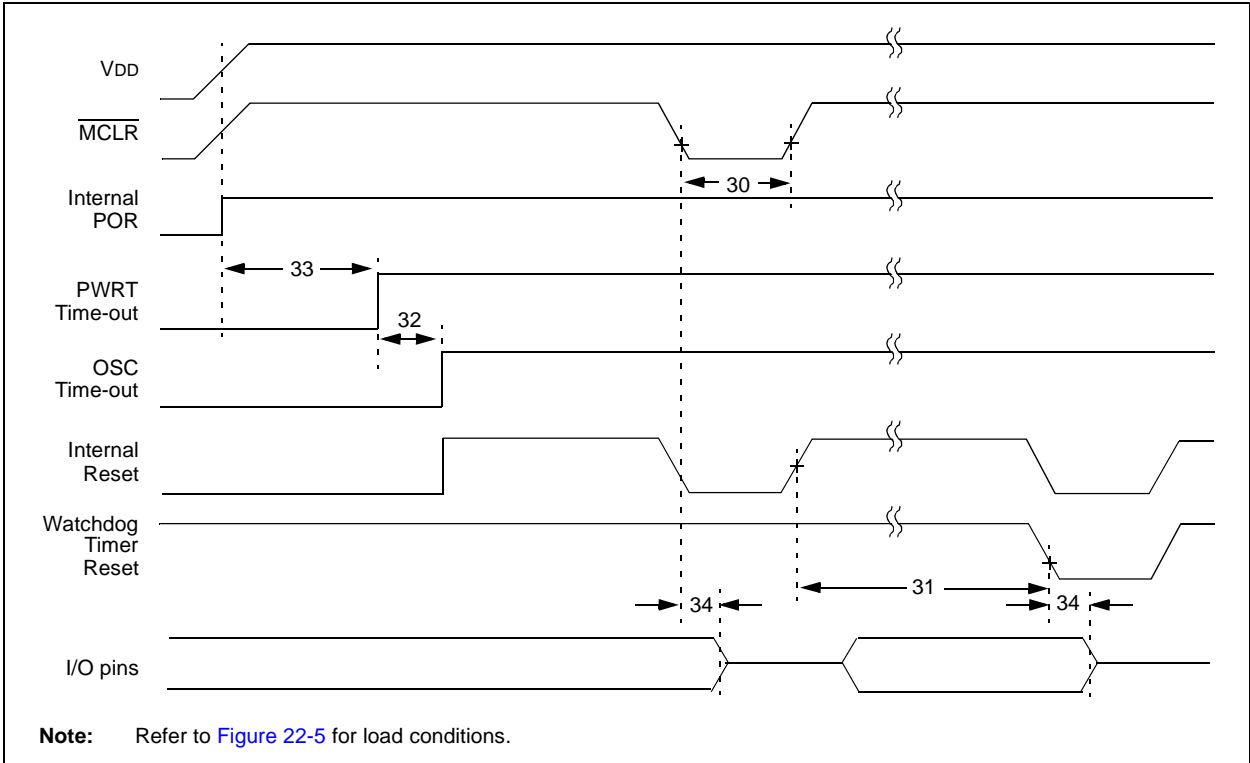 VDD
MCLR
30
Internal
POR
33
PWRT
Time-out
32
OSC
Time-out
Internal
Reset
Watchdog
Timer
Reset
31
34
34
I/O pins
Note: Refer to Figure 22-5 for load conditions.